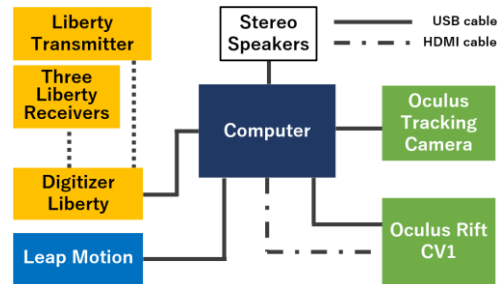 Liberty
Transmitter
Three
Liberty
Receivers
Digitizer
Liberty
Leap Motion
Stereo
Speakers
Computer
USB cable
HDMI cable
Oculus
Tracking
Camera
Oculus Rift
CV1